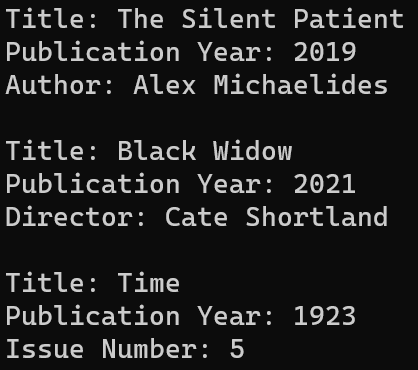 Title: The Silent Patient
Publication Year: 2019
Author: Alex Michaelides
Title: Black Widow
Publication Year: 2021
Director: Cate Shortland
Title: Time
Publication Year: 1923
Issue Number: 5